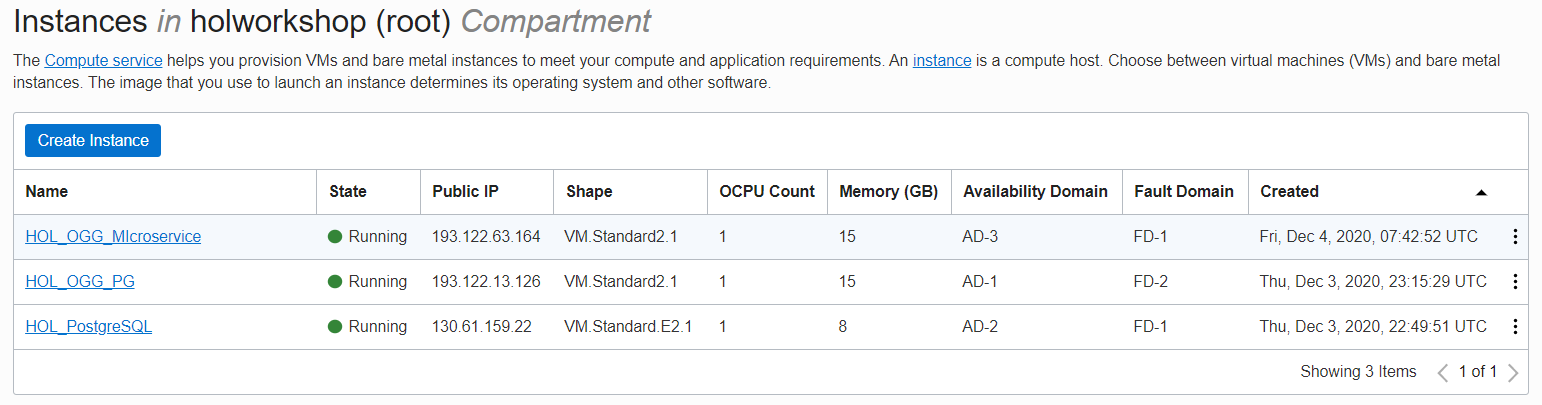 Instances in holworkshop (root) Compartment
The Compute service helps you provision VMs and bare metal instances to meet your compute and application requirements. An instance is a compute host. Choose between virtual machines (VMs) and bare metal
instances. The image that you use to launch an instance determines its operating system and other software.
Create Instance
Name State Public IP Shape OCPU Count Memory (GB) Availability Domain Fault Domain Created
HOL_OGG_MIcroservice Running 193.122.63.164 VM.Standard2.1 1 15 AD-3 FD-1 Fri, Dec 4, 2020, 07:42:52 UTC
HOL_OGG_PG Running 193.122.13.126 VM.Standard2.1 1 15 AD-1 FD-2 Thu, Dec 3, 2020, 23:15:29 UTC
HOL_PostgreSQL Running 130.61.159.22 VM.Standard.E2.1 1 8 AD-2 FD-1 Thu, Dec 3, 2020, 22:49:51 UTC
Showing 3 Items 1 of 1